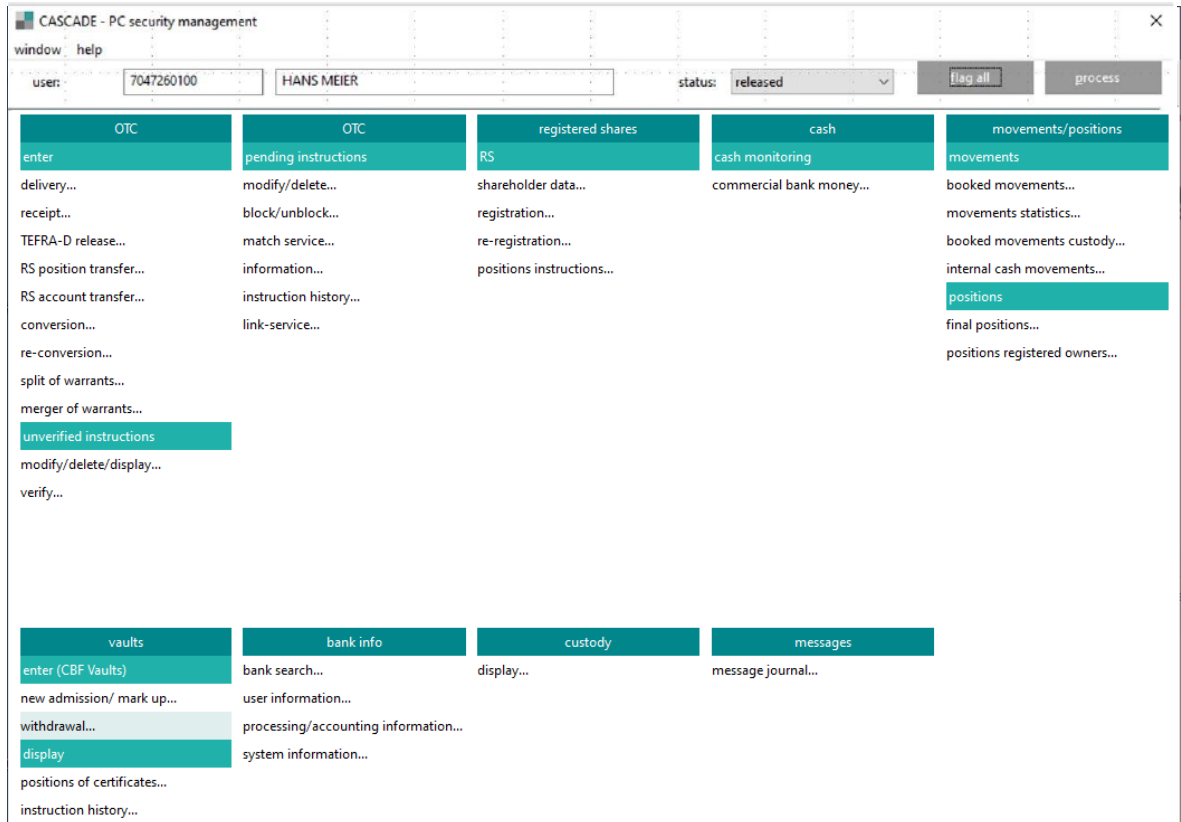 CASCADE - PC security management
window help
user: 7047260100 HANS MEIER status: released flag all process
OTC
enter
delivery...
receipt...
TEFRA-D release...
RS position transfer...
RS account transfer...
conversion...
re-conversion...
split of warrants...
merger of warrants...
unverified instructions
modify/delete/display...
verify...
OTC
pending instructions
modify/delete...
block/unblock...
match service...
information...
instruction history...
link-service...
registered shares
RS
shareholder data...
registration...
re-registration...
positions instructions...
cash
cash monitoring
commercial bank money...
movements/positions
movements
booked movements...
movements statistics...
booked movements custody...
internal cash movements...
positions
final positions...
positions registered owners...
vaults
enter (CBF Vaults)
new admission/ mark up...
withdrawal...
display
positions of certificates...
instruction history...
bank info
bank search...
user information...
processing/accounting information...
system information...
custody
display...
messages
message journal...